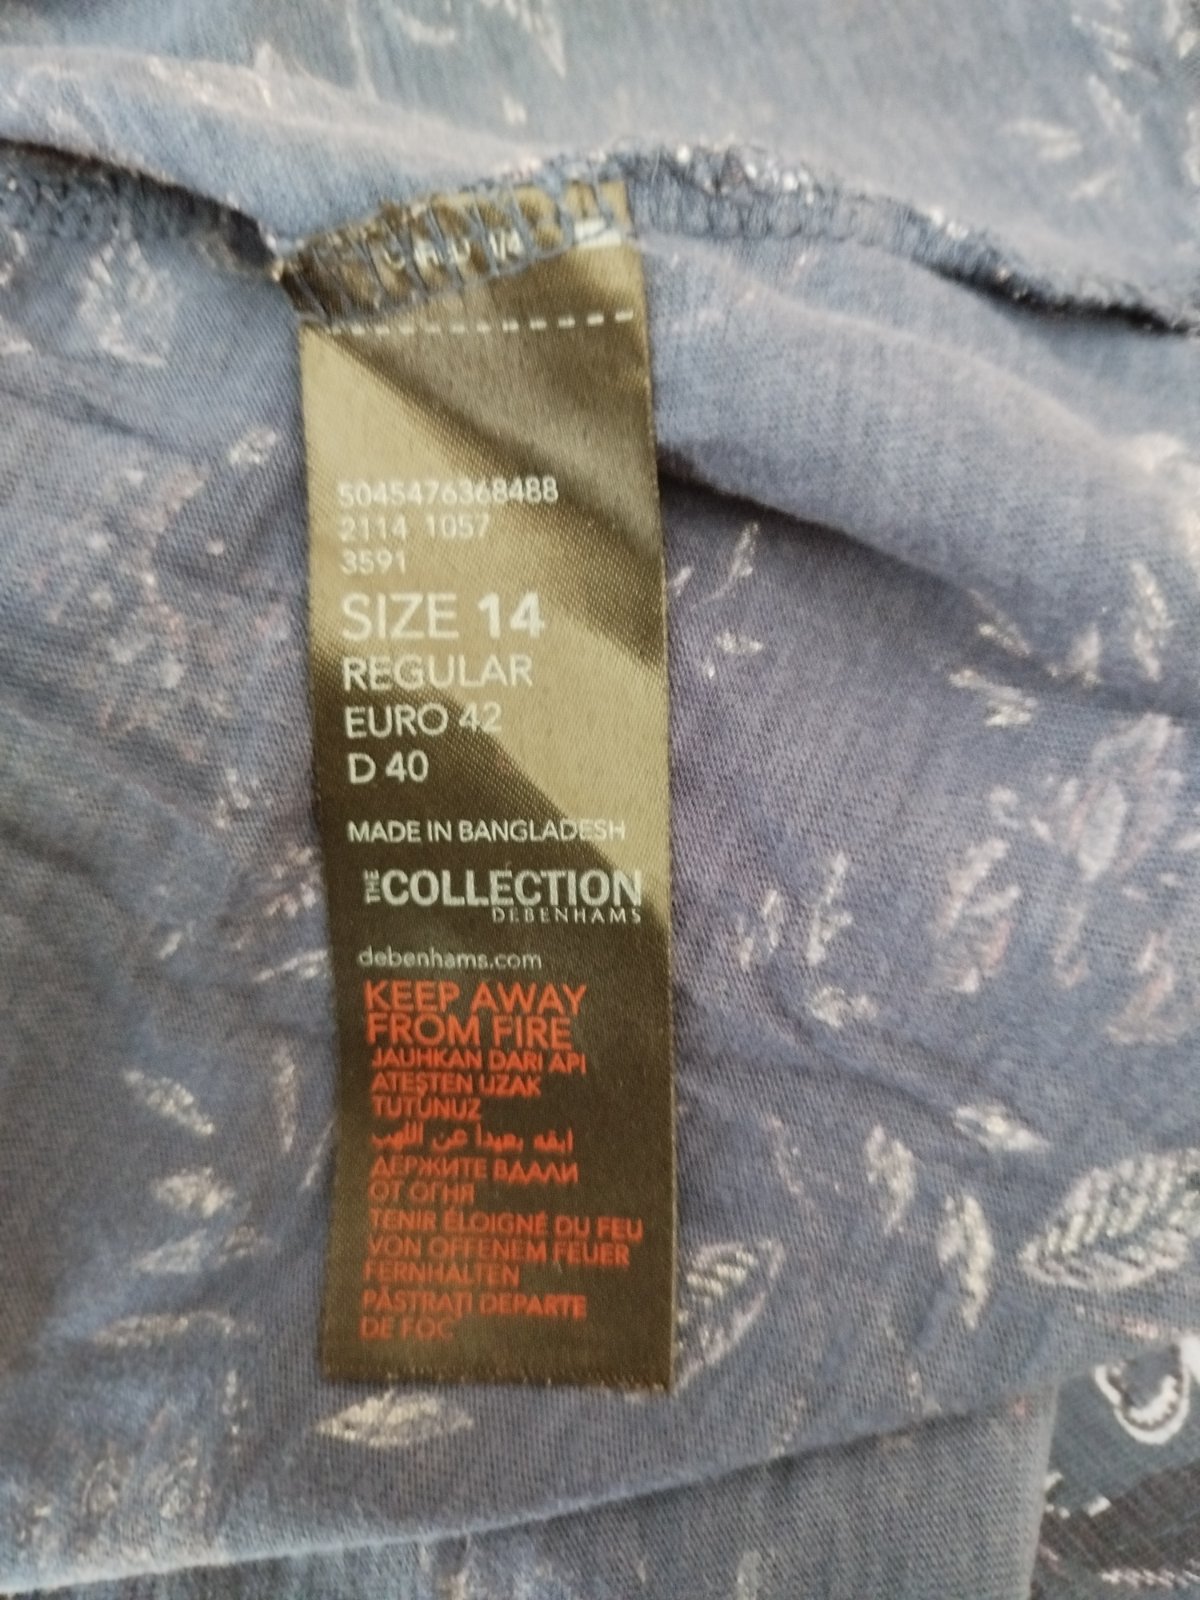 5045476368488
2114 1057
3591
SIZE 14
REGULAR
EURO 42
D 40
MADE IN BANGLADESH
THE COLLECTION
DEBENHAMS
debenhams.com
KEEP AWAY
FROM FIRE
JAUHKAN DARI API
ATEŞTEN UZAK
TUTUNUZ
ابقه بعيدا عن اللهب
ДЕРЖИТЕ ВДАЛИ
ОТ ОГНЯ
TENIR ÉLOIGNÉ DU FEU
VON OFFENEM FEUER
FERNHALTEN
PĂSTRAŢI DEPARTE
DE FOC